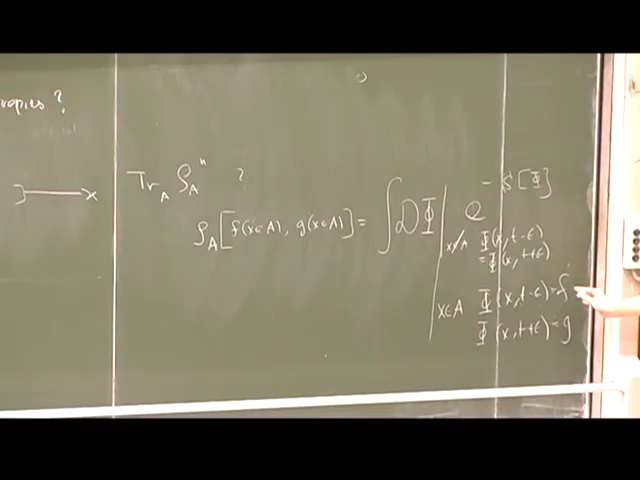 ropies ?
Tr_A ρ_A^n ?
ρ_A[f(x∈A), g(x∈A)] = ∫DΦ| e^{-S[Φ]}
x∉A Φ(x,t-ε)
=Φ(x,t+ε)
x∈A Φ(x,t-ε)=f
Φ(x,t+ε)=g